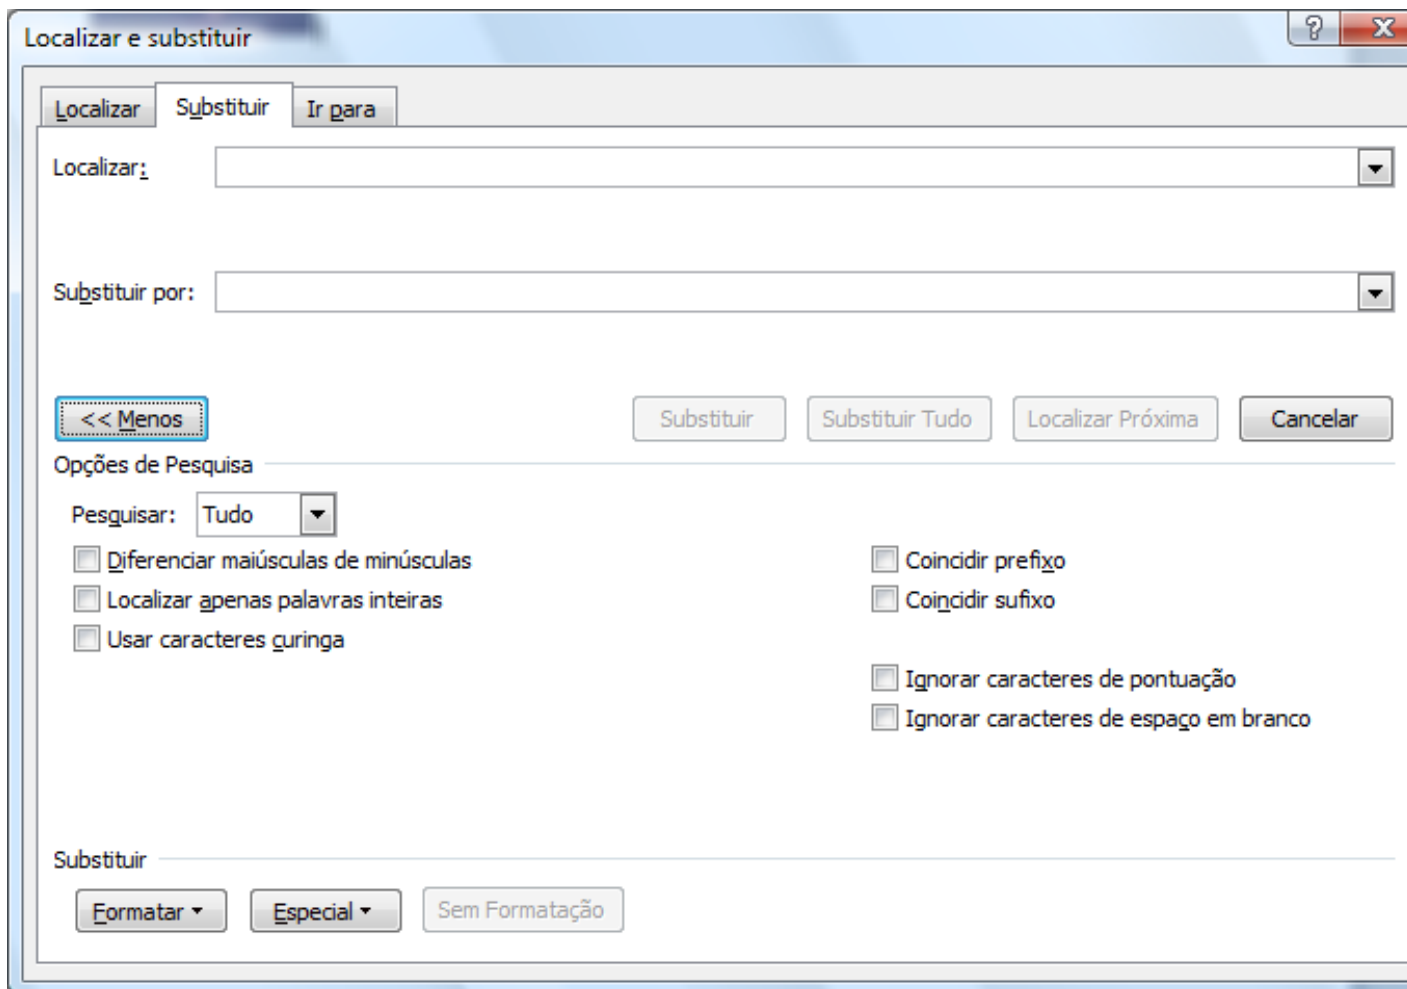 Localizar e substituir
Localizar Substituir Ir para
Localizar:
Substituir por:
<< Menos Substituir Substituir Tudo Localizar Próxima Cancelar
Opções de Pesquisa
Pesquisar: Tudo
Diferenciar maiúsculas de minúsculas Coincidir prefixo
Localizar apenas palavras inteiras Coincidir sufixo
Usar caracteres curinga
Ignorar caracteres de pontuação
Ignorar caracteres de espaço em branco
Substituir
Formatar Especial Sem Formatação